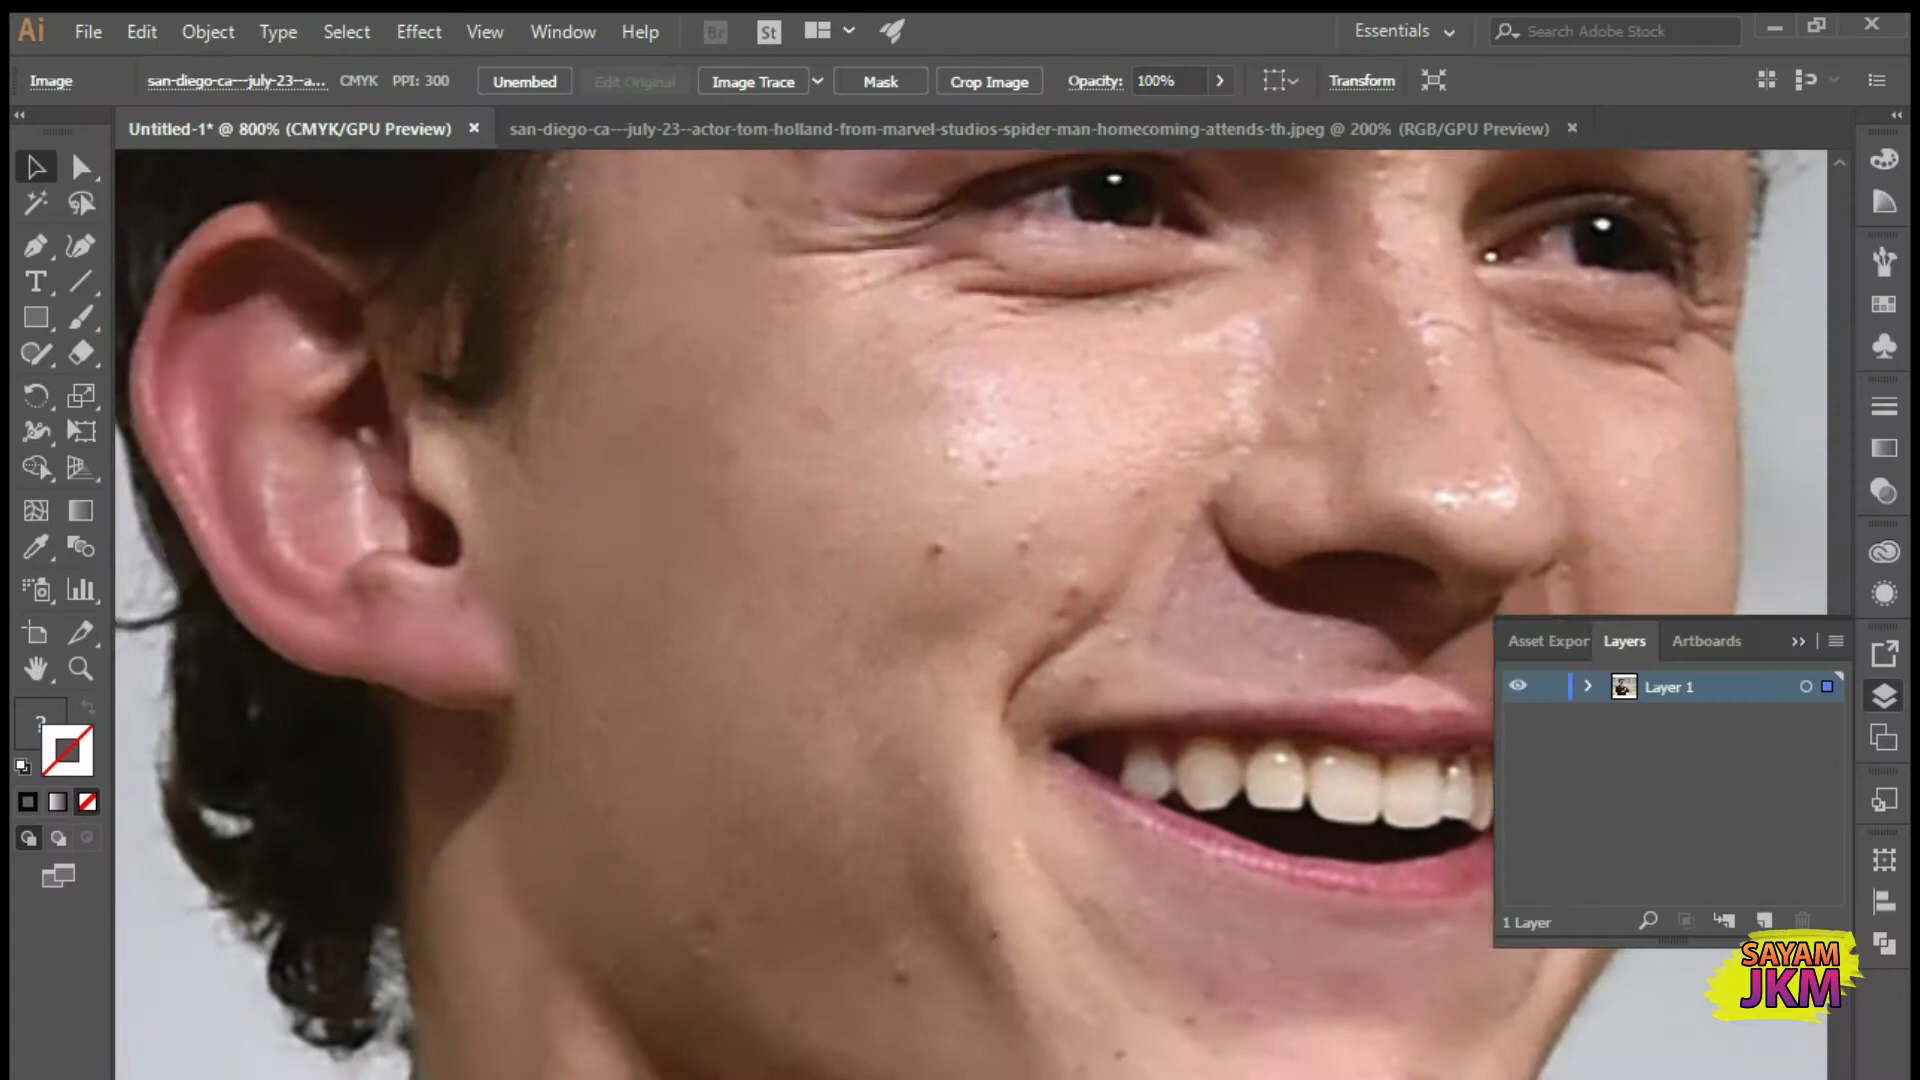 Ai File Edit Object Type Select Effect View Window Help Br St Essentials Search Adobe Stock
Image san-diego-ca---july-23--a... CMYK PPI: 300 Unembed Edit Original Image Trace Mask Crop Image Opacity: 100% Transform
Untitled-1* @ 800% (CMYK/GPU Preview) × san-diego-ca---july-23--actor-tom-holland-from-marvel-studios-spider-man-homecoming-attends-th.jpeg @ 200% (RGB/GPU Preview) ×
Asset Expor Layers Artboards
Layer 1
?
1 Layer
SAYAM
JKM